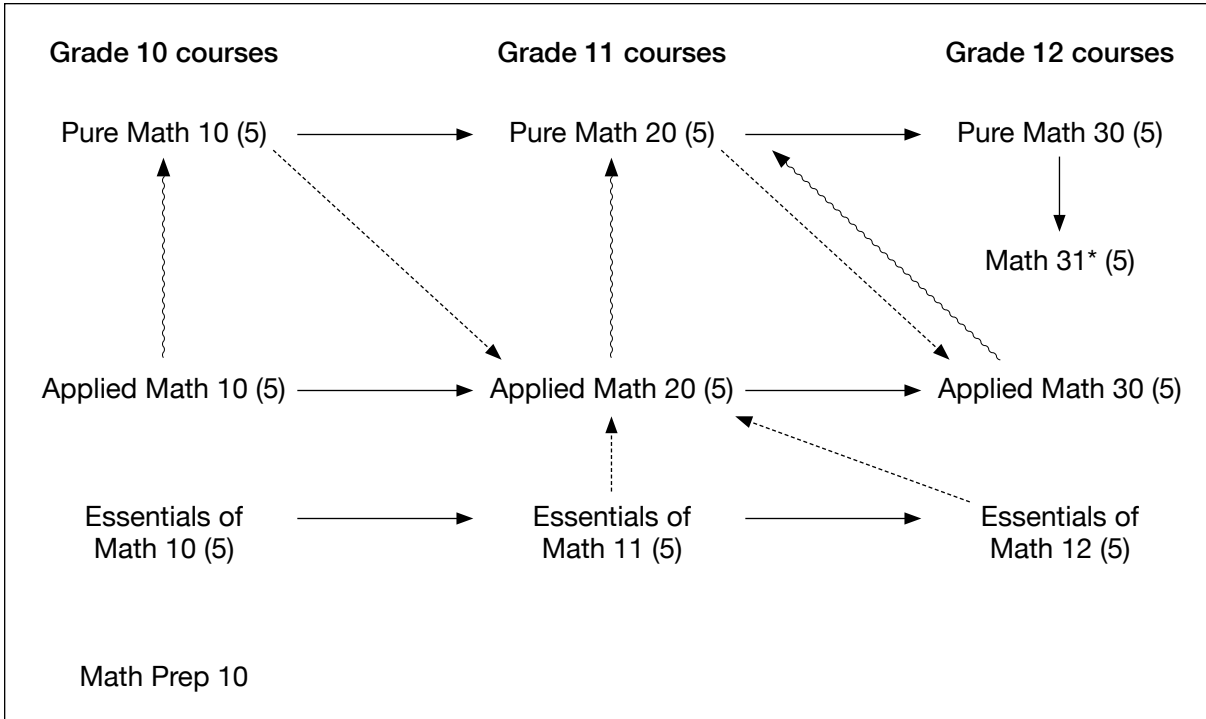 Grade 10 courses
Grade 11 courses
Grade 12 courses
Pure Math 10 (5)
Pure Math 20 (5)
Pure Math 30 (5)
Math 31* (5)
Applied Math 10 (5)
Applied Math 20 (5)
Applied Math 30 (5)
Essentials of
Math 10 (5)
Essentials of
Math 11 (5)
Essentials of
Math 12 (5)
Math Prep 10